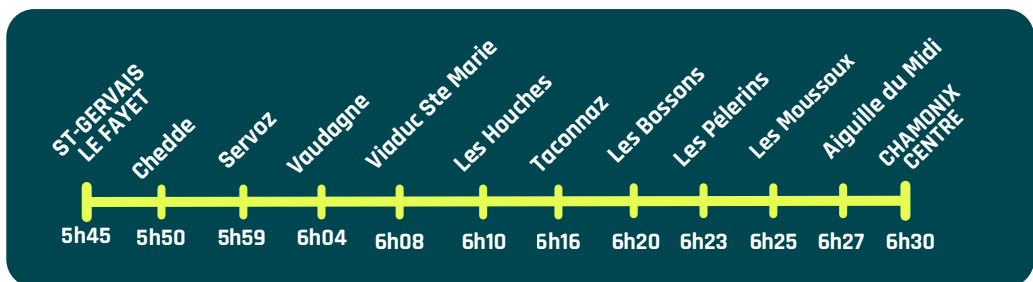 ST-GERVAIS
LE FAYET
Chedde
Servoz
Vaudagne
Viaduc Ste Marie
Les Houches
Taconnaz
Les Bossons
Les Pélerins
Les Moussoux
Aiguille du Midi
CHAMONIX
CENTRE
5h45
5h50
5h59
6h04
6h08
6h10
6h16
6h20
6h23
6h25
6h27
6h30